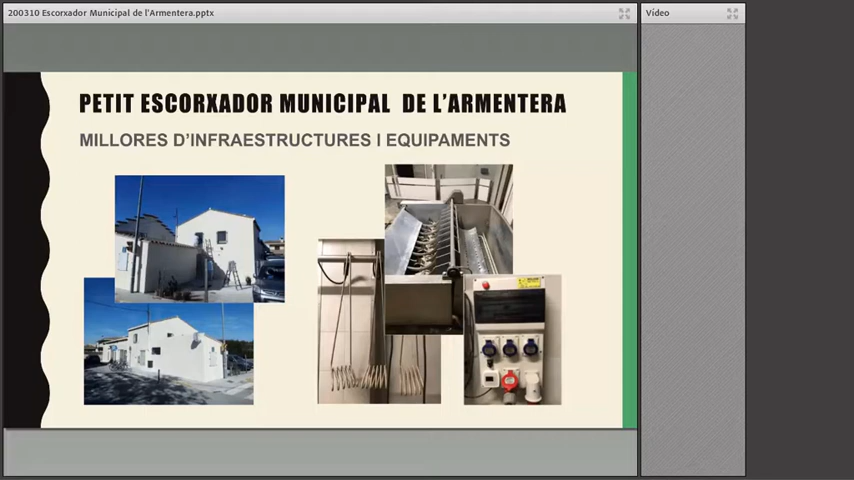 200310 Escorxador Municipal de l'Armentera.pptx
Vídeo
PETIT ESCORXADOR MUNICIPAL DE L'ARMENTERA
MILLORES D'INFRAESTRUCTURES I EQUIPAMENTS